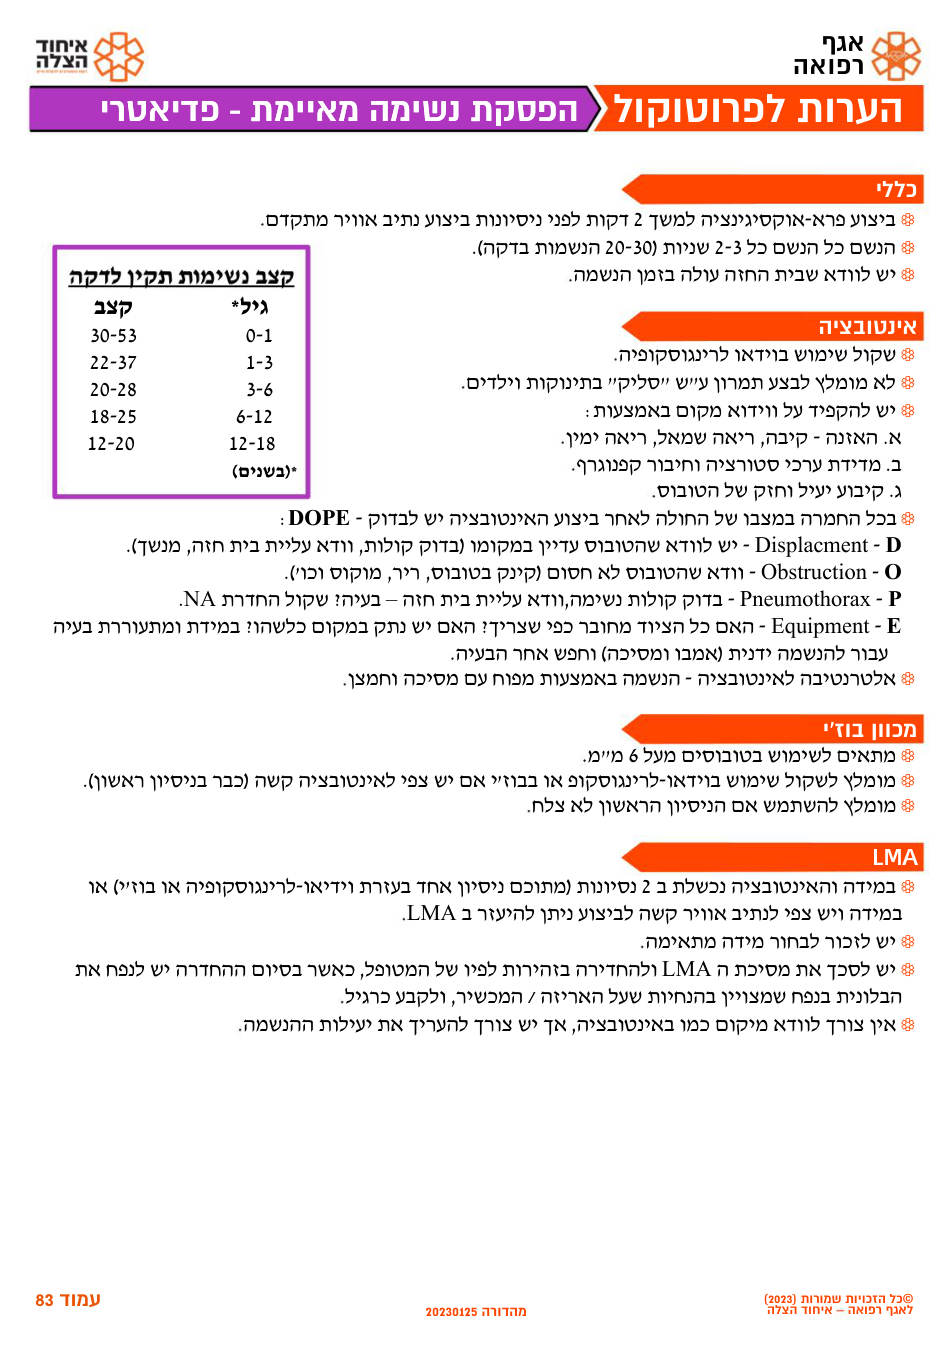 איחוד
הצלה
אגף
רפואה
הערות לפרוטוקול
הפסקת נשימה מאיימת - פדיאטרי
כללי
ביצוע פרא-אוקסיגינציה למשך 2 דקות לפני ניסיונות ביצוע נתיב אוויר מתקדם.
הנשם כל הנשם כל 2-3 שניות (20-30 הנשמות בדקה).
יש לוודא שבית החזה עולה בזמן הנשמה.
קצב נשימות תקין לדקה
גיל* קצב
0-1 30-53
1-3 22-37
3-6 20-28
6-12 18-25
12-18 12-20
*(בשנים)
אינטובציה
שקול שימוש בוידאו לרינגוסקופיה.
לא מומלץ לבצע תמרון ע״ש ״סליק״ בתינוקות וילדים.
יש להקפיד על ווידוא מקום באמצעות:
א. האזנה - קיבה, ריאה שמאל, ריאה ימין.
ב. מדידת ערכי סטורציה וחיבור קפנוגרף.
ג. קיבוע יעיל וחזק של הטובוס.
בכל החמרה במצבו של החולה לאחר ביצוע האינטובציה יש לבדוק - DOPE:
D - Displacment - יש לוודא שהטובוס עדיין במקומו (בדוק קולות, וודא עליית בית חזה, מנשך).
O - Obstruction - וודא שהטובוס לא חסום (קינק בטובוס, ריר, מוקוס וכו׳).
P - Pneumothorax - בדוק קולות נשימה,וודא עליית בית חזה – בעיה? שקול החדרת NA.
E - Equipment - האם כל הציוד מחובר כפי שצריך? האם יש נתק במקום כלשהו? במידת ומתעוררת בעיה
עבור להנשמה ידנית (אמבו ומסיכה) וחפש אחר הבעיה.
אלטרנטיבה לאינטובציה - הנשמה באמצעות מפוח עם מסיכה וחמצן.
מכוון בוז׳י
מתאים לשימוש בטובוסים מעל 6 מ״מ.
מומלץ לשקול שימוש בוידאו-לרינגוסקופ או בבוז׳י אם יש צפי לאינטובציה קשה (כבר בניסיון ראשון).
מומלץ להשתמש אם הניסיון הראשון לא צלח.
LMA
במידה והאינטובציה נכשלת ב 2 נסיונות (מתוכם ניסיון אחד בעזרת וידיאו-לרינגוסקופיה או בוז׳י) או
במידה ויש צפי לנתיב אוויר קשה לביצוע ניתן להיעזר ב LMA.
יש לזכור לבחור מידה מתאימה.
יש לסכך את מסיכת ה LMA ולהחדירה בזהירות לפיו של המטופל, כאשר בסיום ההחדרה יש לנפח את
הבלונית בנפח שמצויין בהנחיות שעל האריזה / המכשיר, ולקבע כרגיל.
אין צורך לוודא מיקום כמו באינטובציה, אך יש צורך להעריך את יעילות ההנשמה.
©כל הזכויות שמורות (2023)
לאגף רפואה – איחוד הצלה
מהדורה 20230125
עמוד 83